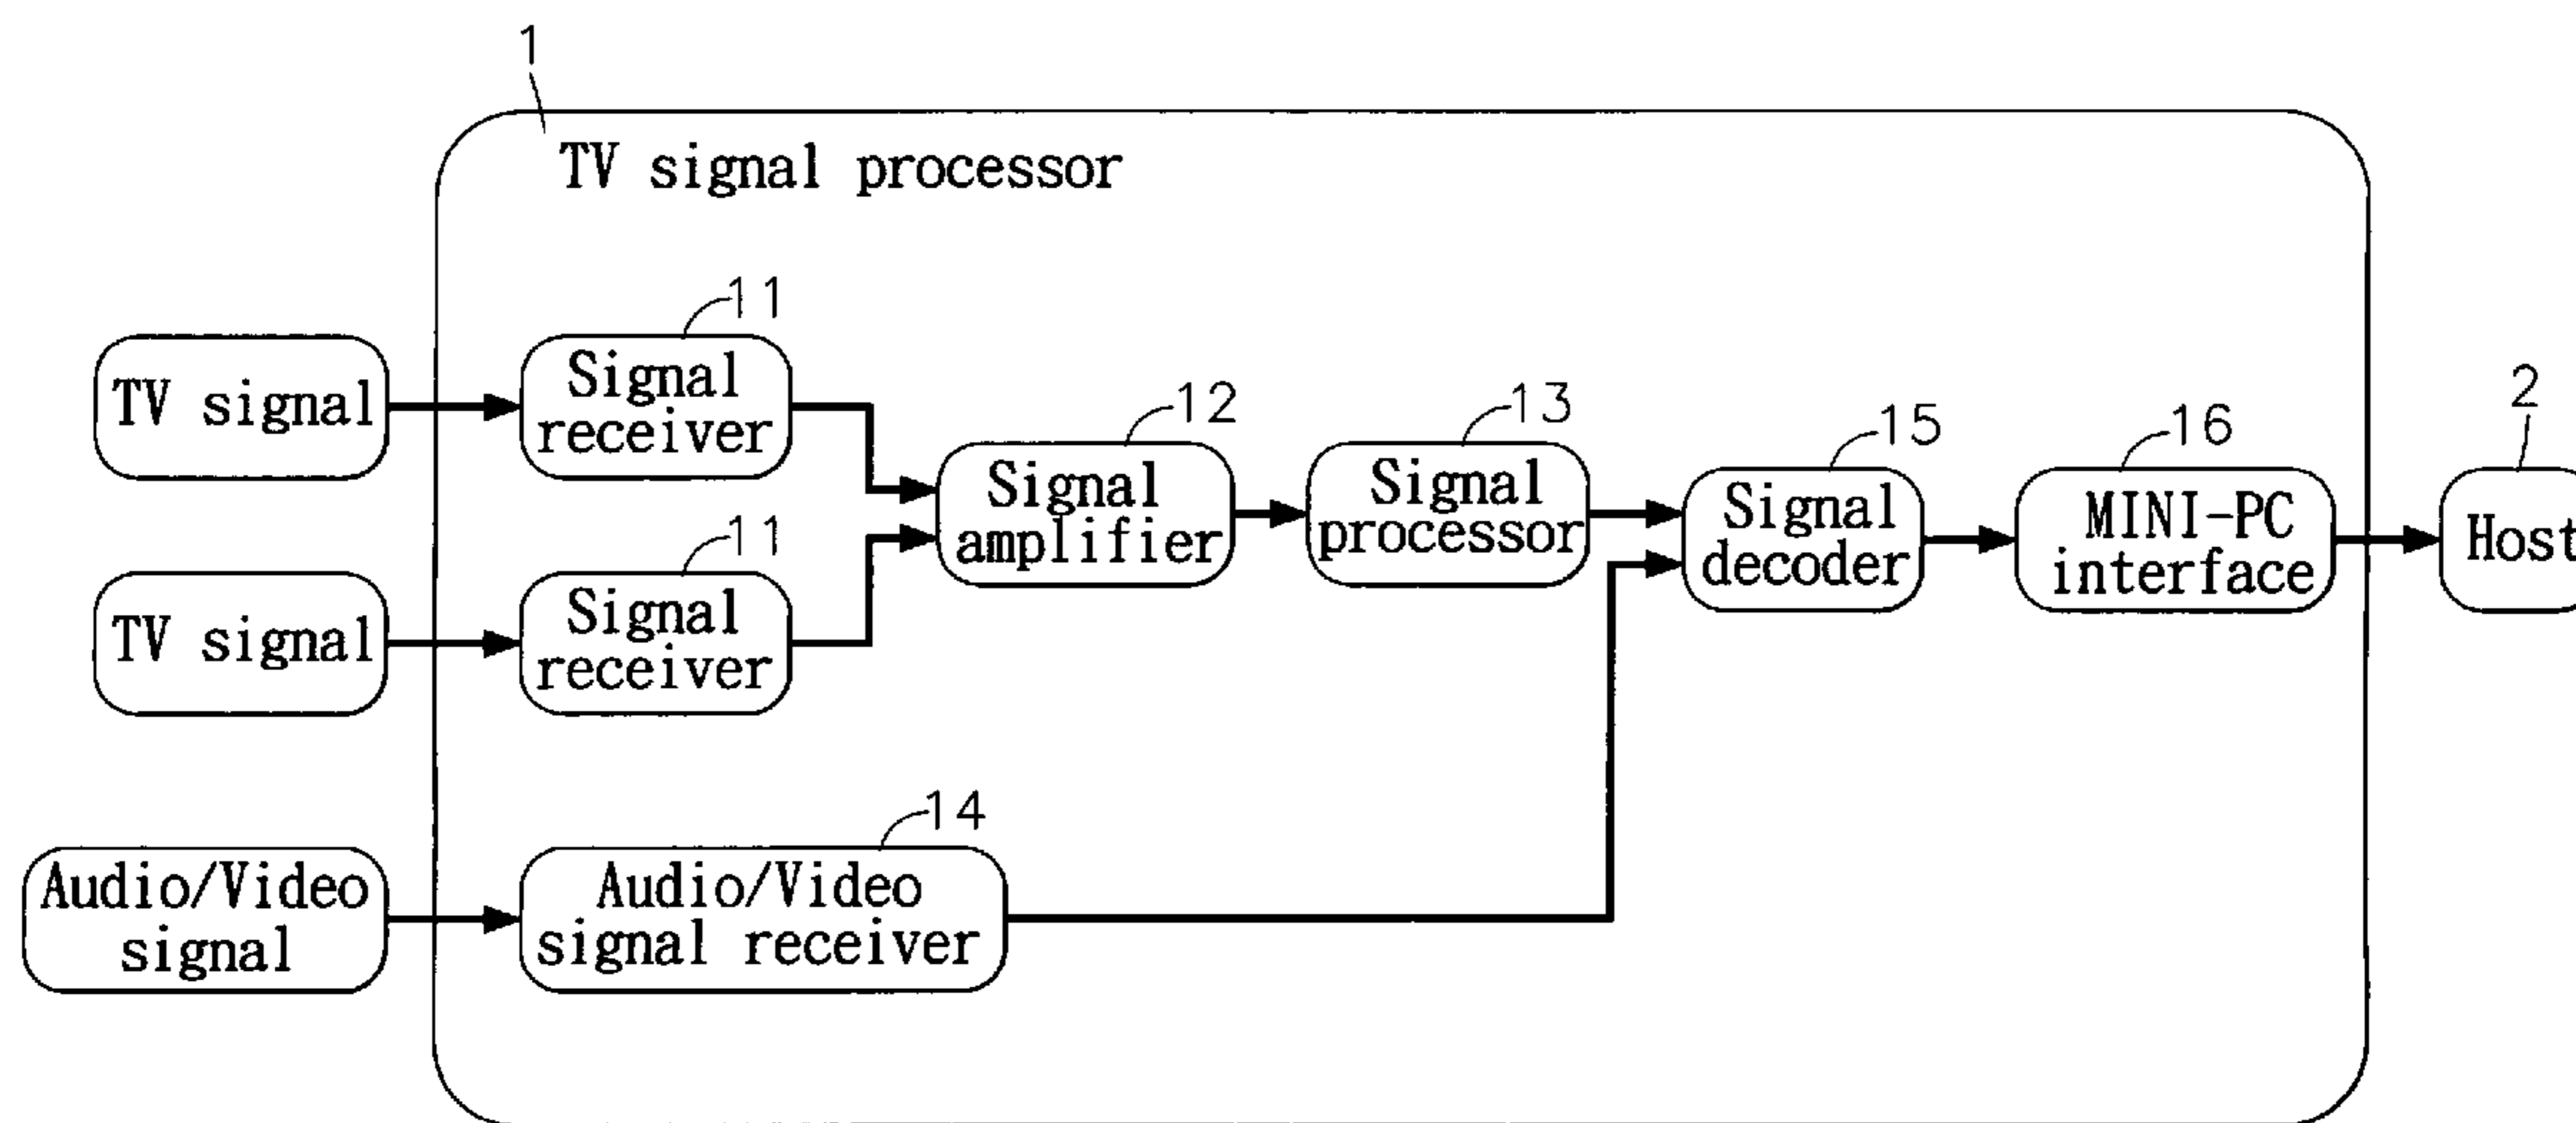 1
TV signal processor
11
TV signal
Signal
receiver
12
13
15
16
2
Signal
amplifier
Signal
processor
Signal
decoder
MINI-PC
interface
Host
11
TV signal
Signal
receiver
14
Audio/Video
signal
Audio/Video
signal receiver